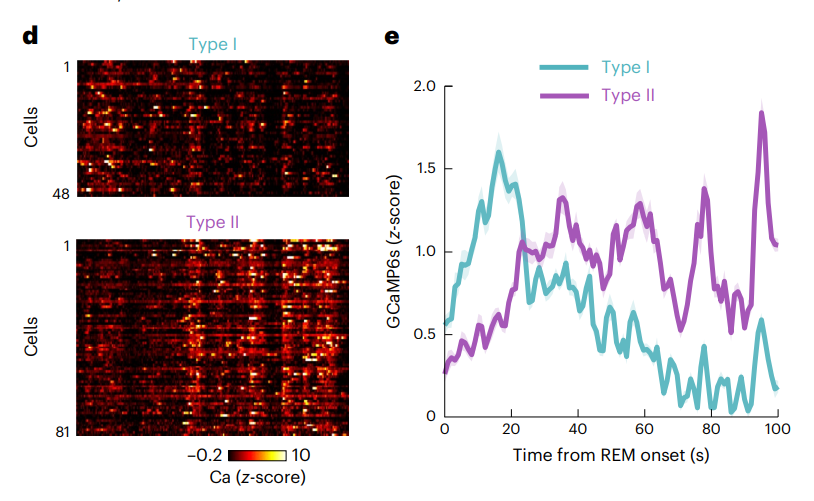 d
Type I
1
Cells
48
Type II
1
Cells
81
−0.2
10
Ca (z-score)
e
Type I
Type II
2.0
1.5
1.0
0.5
0
GCaMP6s (z-score)
0 20 40 60 80 100
Time from REM onset (s)